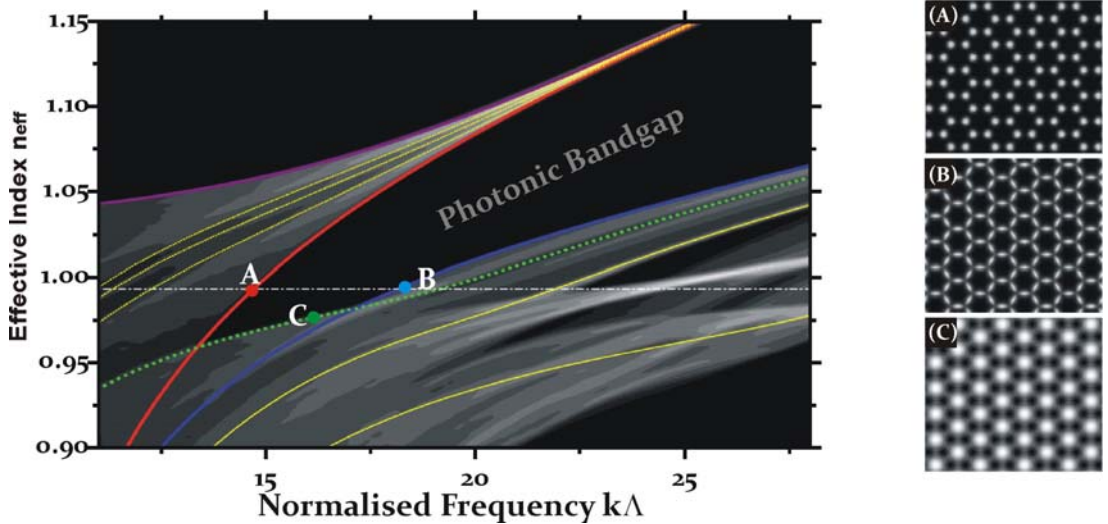 1.15
1.10
1.05
1.00
0.95
0.90
Effective Index neff
Photonic Bandgap
A
B
C
15
20
25
Normalised Frequency kΛ
(A)
(B)
(C)